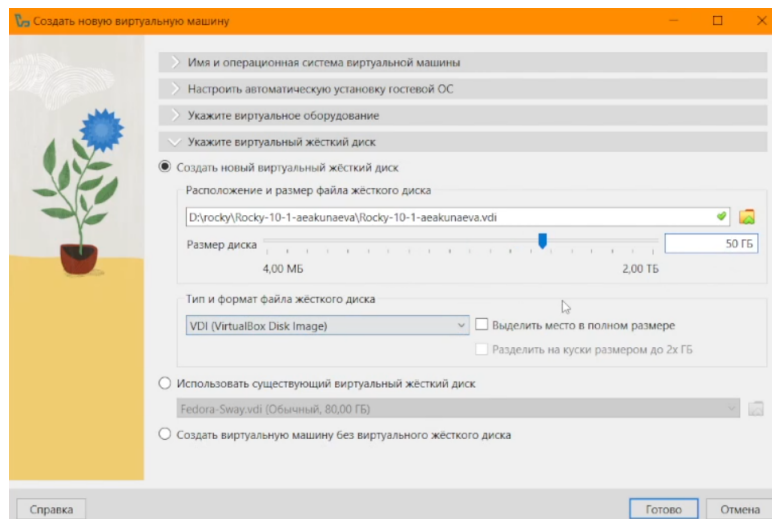 Создать новую виртуальную машину
Имя и операционная система виртуальной машины
Настроить автоматическую установку гостевой ОС
Укажите виртуальное оборудование
Укажите виртуальный жёсткий диск
Создать новый виртуальный жёсткий диск
Расположение и размер файла жёсткого диска
D:\rocky\Rocky-10-1-aeakunaeva\Rocky-10-1-aeakunaeva.vdi
Размер диска 50 ГБ
4,00 МБ 2,00 ТБ
Тип и формат файла жёсткого диска
VDI (VirtualBox Disk Image) Выделить место в полном размере
Разделить на куски размером до 2х ГБ
Использовать существующий виртуальный жёсткий диск
Fedora-Sway.vdi (Обычный, 80,00 ГБ)
Создать виртуальную машину без виртуального жёсткого диска
Справка Готово Отмена